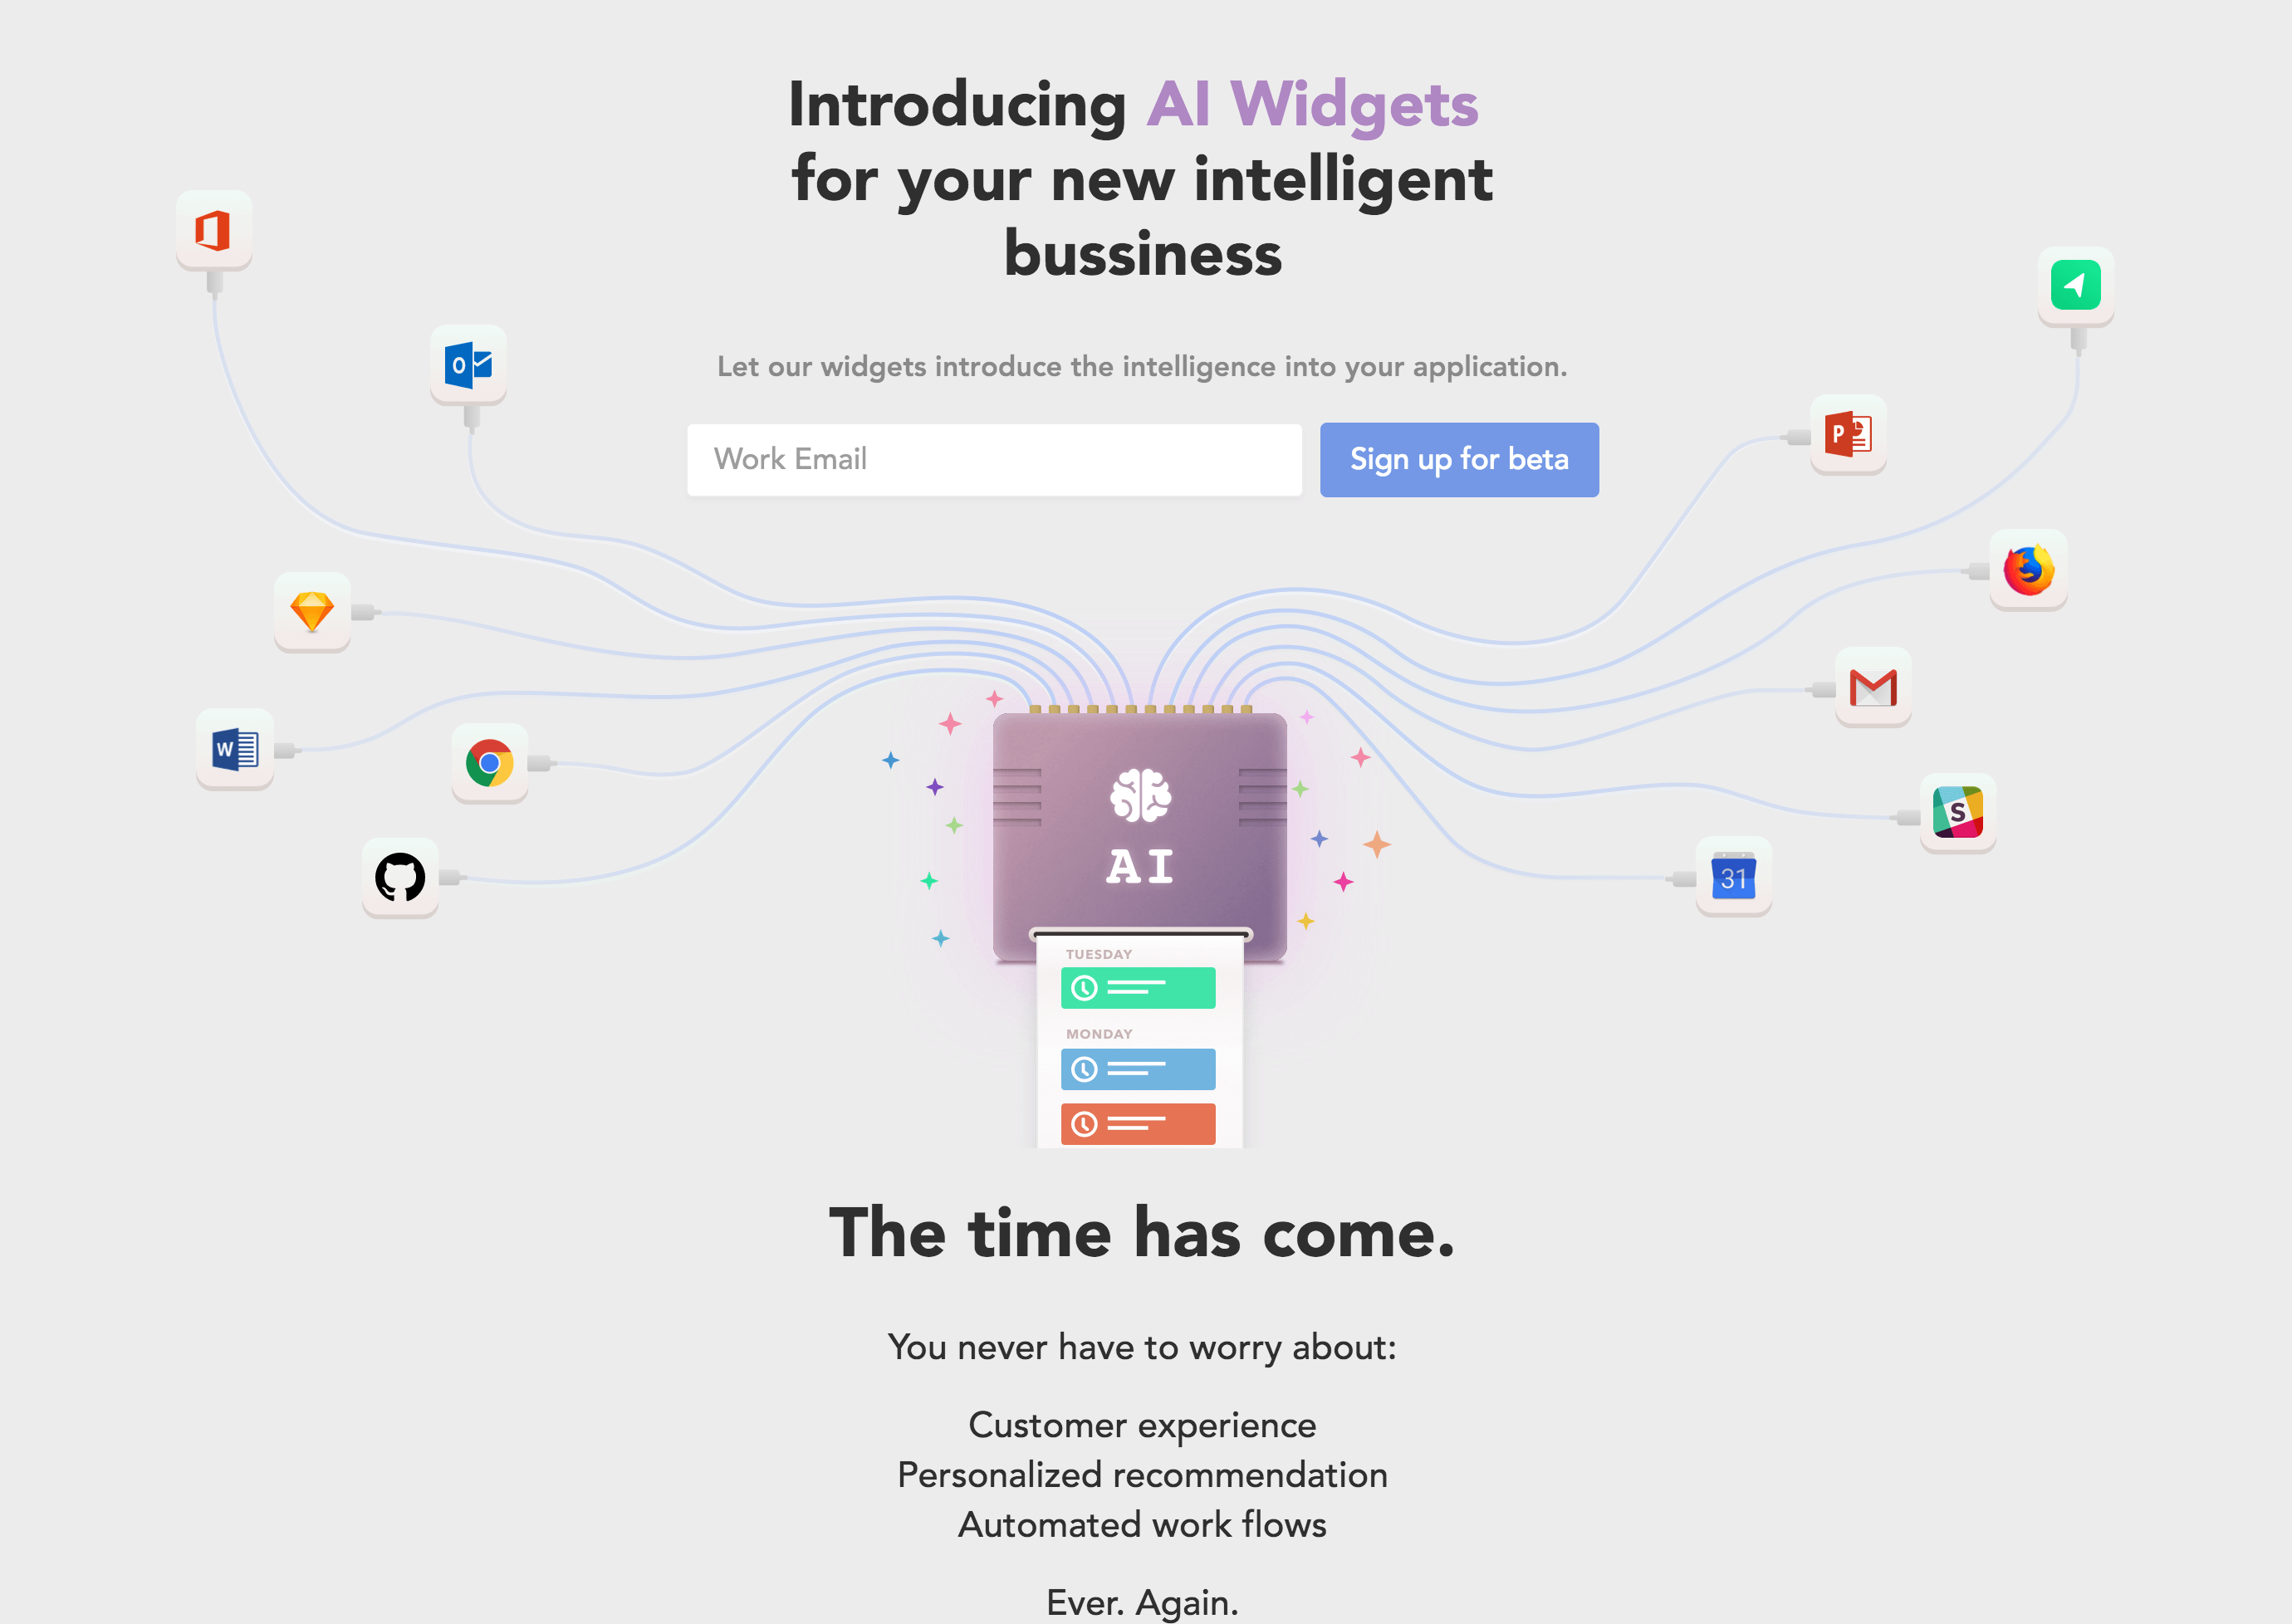 Introducing AI Widgets
for your new intelligent
bussiness
Let our widgets introduce the intelligence into your application.
Work Email
Sign up for beta
O
P
W
S
31
AI
TUESDAY
MONDAY
The time has come.
You never have to worry about:
Customer experience
Personalized recommendation
Automated work flows
Ever. Again.